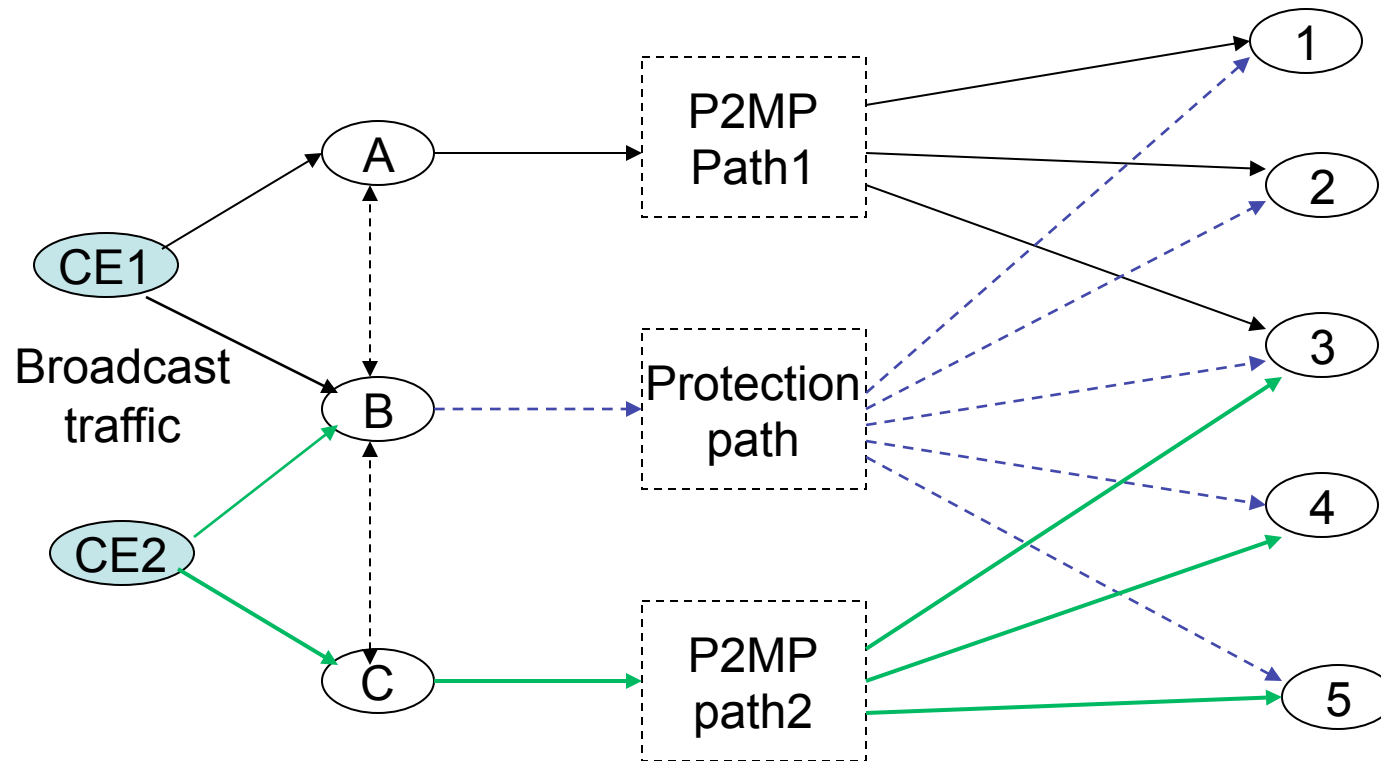 1
P2MP
Path1
A
2
CE1
Broadcast
traffic
3
Protection
path
B
4
CE2
P2MP
path2
C
5